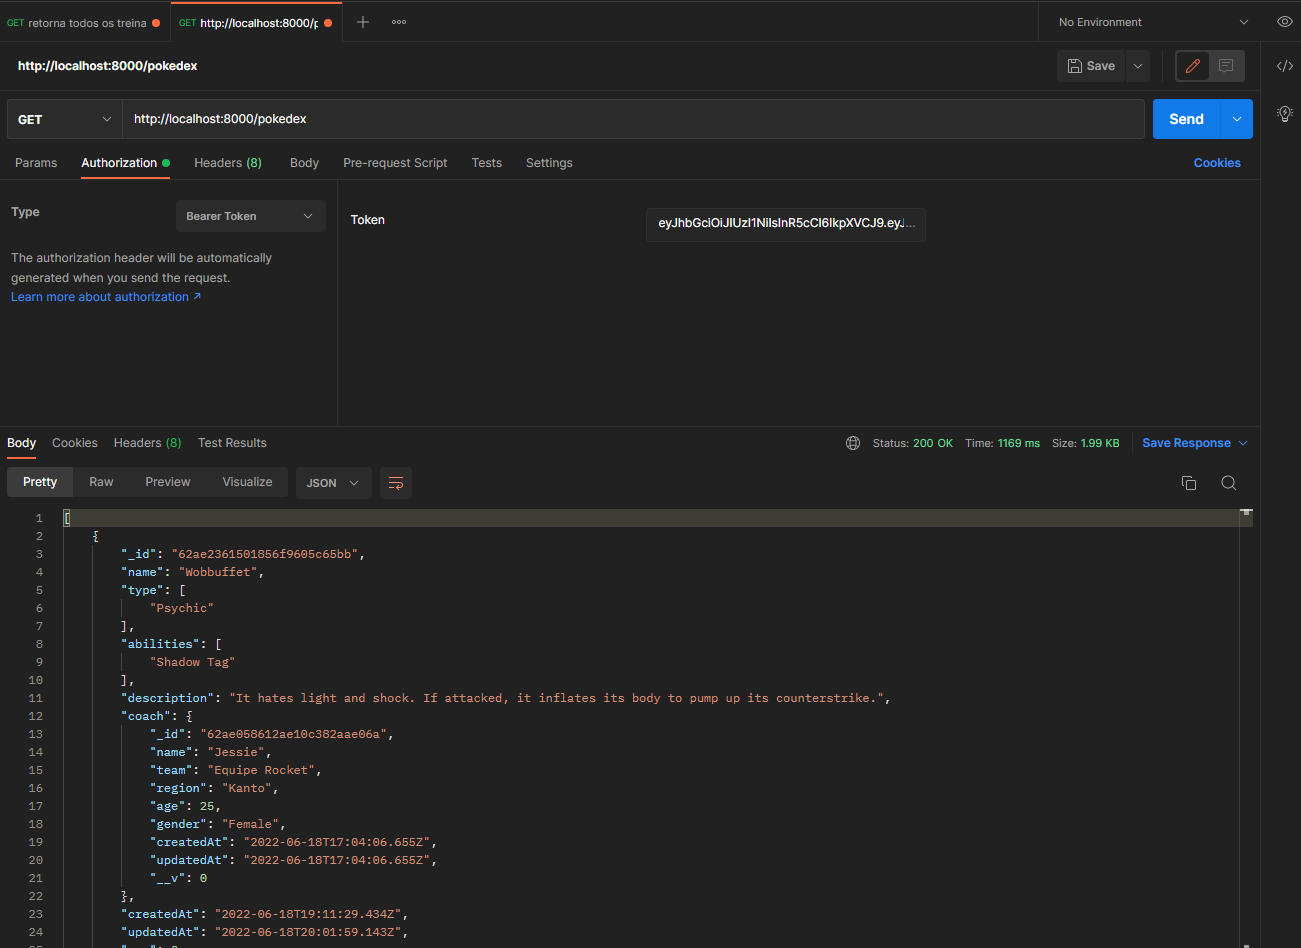 GET retorna todos os treina GET http://localhost:8000/p No Environment
http://localhost:8000/pokedex Save
GET http://localhost:8000/pokedex Send
Params Authorization Headers (8) Body Pre-request Script Tests Settings Cookies
Type Bearer Token Token eyJhbGciOiJIUzI1NiIsInR5cCI6IkpXVCJ9.eyJ...
The authorization header will be automatically
generated when you send the request.
Learn more about authorization ↗
Body Cookies Headers (8) Test Results Status: 200 OK Time: 1169 ms Size: 1.99 KB Save Response
Pretty Raw Preview Visualize JSON
1 [
2 {
3 "_id": "62ae2361501856f9605c65bb",
4 "name": "Wobbuffet",
5 "type": [
6 "Psychic"
7 ],
8 "abilities": [
9 "Shadow Tag"
10 ],
11 "description": "It hates light and shock. If attacked, it inflates its body to pump up its counterstrike.",
12 "coach": {
13 "_id": "62ae058612ae10c382aae06a",
14 "name": "Jessie",
15 "team": "Equipe Rocket",
16 "region": "Kanto",
17 "age": 25,
18 "gender": "Female",
19 "createdAt": "2022-06-18T17:04:06.655Z",
20 "updatedAt": "2022-06-18T17:04:06.655Z",
21 "__v": 0
22 },
23 "createdAt": "2022-06-18T19:11:29.434Z",
24 "updatedAt": "2022-06-18T20:01:59.143Z",